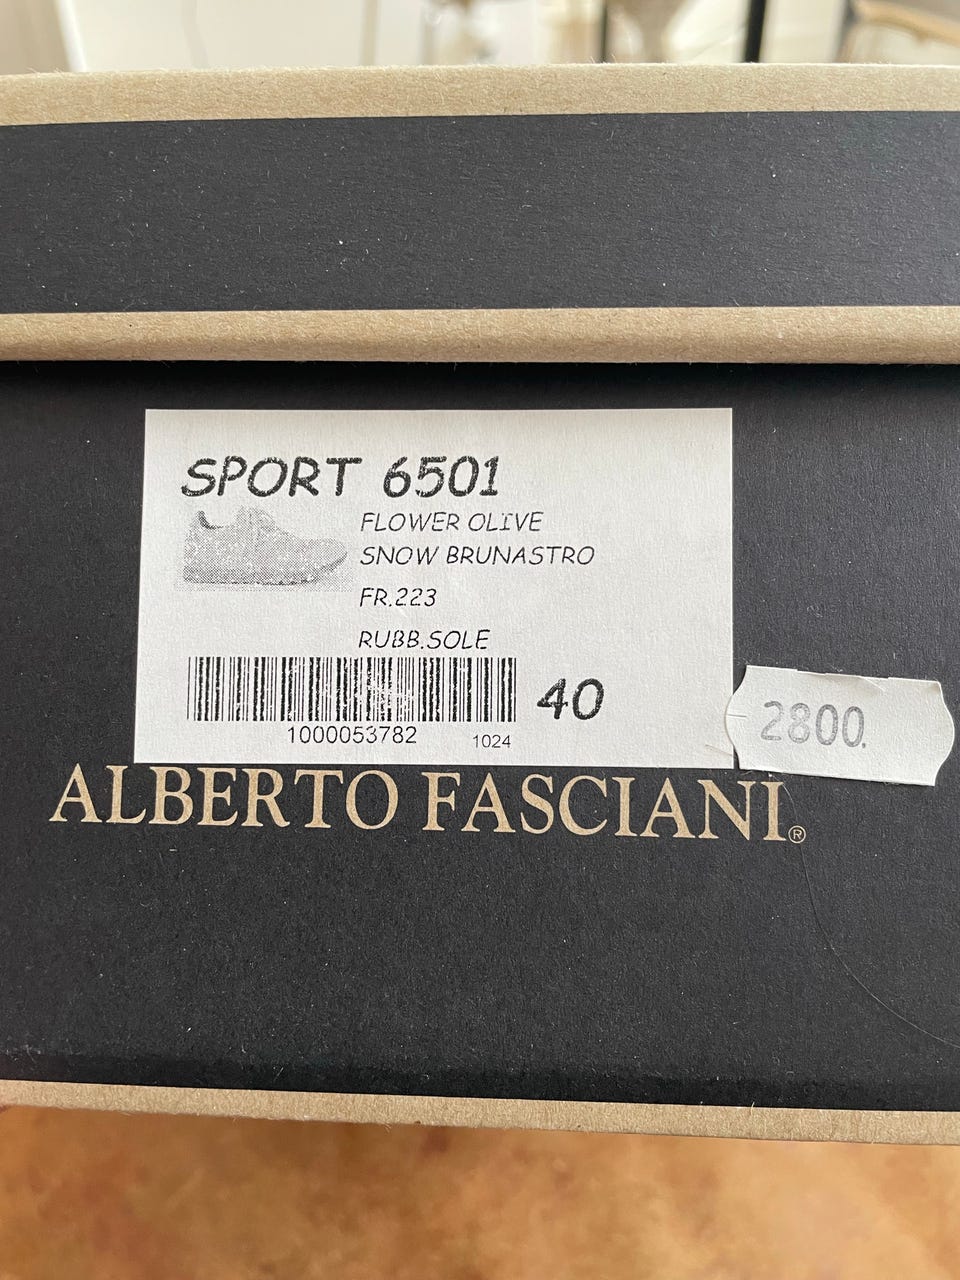 SPORT 6501
FLOWER OLIVE
SNOW BRUNASTRO
FR.223
RUBB.SOLE
40
1000053782 1024
2800.
ALBERTO FASCIANI®